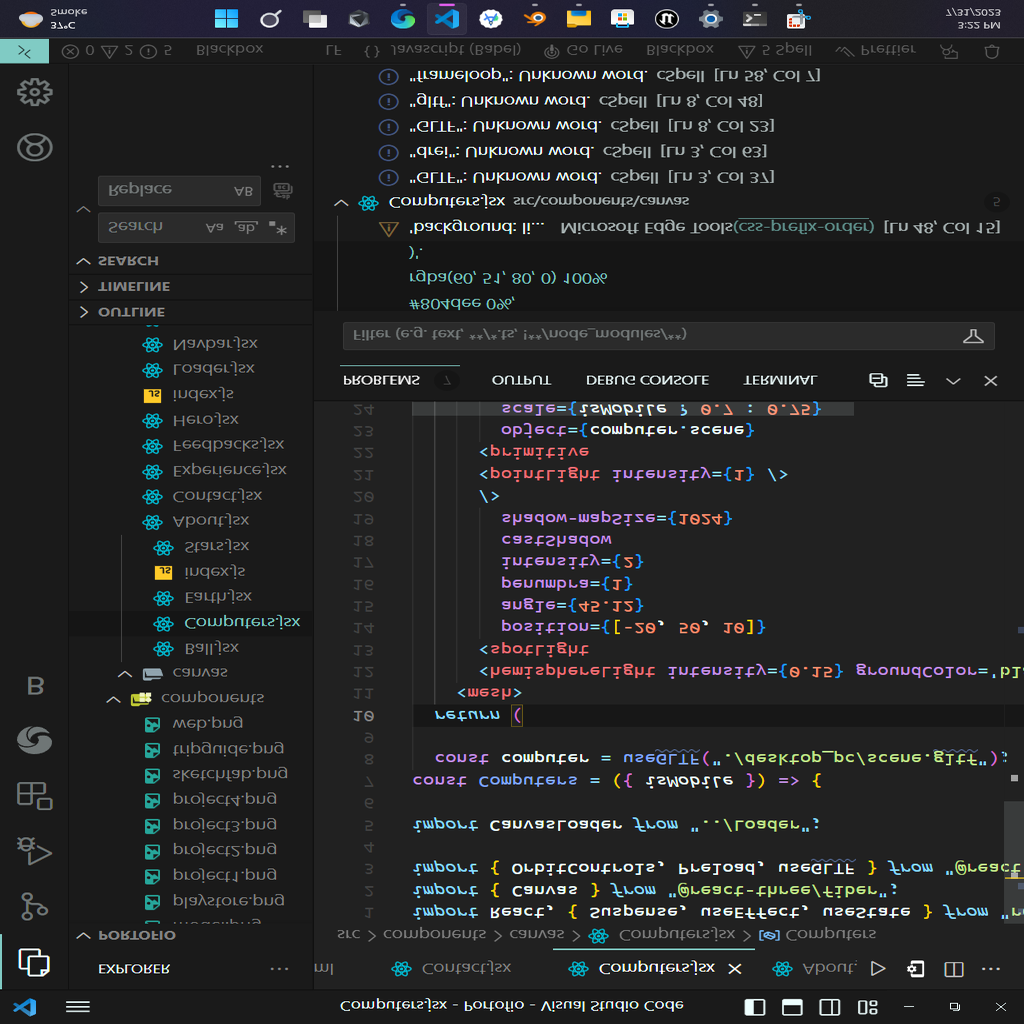 Computers.jsx - Portofio - Visual Studio Code
EXPLORER
PORTOFIO
playstore.png
project1.png
project2.png
project3.png
project4.png
sketchfab.png
tripguide.png
web.png
components
canvas
Ball.jsx
Computers.jsx
Earth.jsx
index.js
Stars.jsx
About.jsx
Contact.jsx
Experience.jsx
Feedbacks.jsx
Hero.jsx
index.js
Loader.jsx
Navbar.jsx
OUTLINE
TIMELINE
SEARCH
Search
Replace
Contact.jsx Computers.jsx About.
src > components > canvas > Computers.jsx > Computers
1 import React, { Suspense, useEffect, useState } from "re
2 import { Canvas } from "@react-three/fiber";
3 import { OrbitControls, Preload, useGLTF } from "@react
4
5 import CanvasLoader from "../Loader";
6
7 const Computers = ({ isMobile }) => {
8 const computer = useGLTF("./desktop_pc/scene.gltf");
9
10 return (
11 <mesh>
12 <hemisphereLight intensity={0.15} groundColor='bla
13 <spotLight
14 position={[-20, 50, 10]}
15 angle={45.12}
16 penumbra={1}
17 intensity={2}
18 castShadow
19 shadow-mapSize={1024}
20 />
21 <pointLight intensity={1} />
22 <primitive
23 object={computer.scene}
24 scale={isMobile ? 0.7 : 0.75}
PROBLEMS 7 OUTPUT DEBUG CONSOLE TERMINAL
Filter (e.g. text, **/*.ts, !**/node_modules/**)
#804dee 0%,
rgba(60, 51, 80, 0) 100%
)'.
'background: li... Microsoft Edge Tools(css-prefix-order) [Ln 48, Col 15]
Computers.jsx src/components/canvas 5
"GLTF": Unknown word. cSpell [Ln 3, Col 37]
"drei": Unknown word. cSpell [Ln 3, Col 63]
"GLTF": Unknown word. cSpell [Ln 8, Col 23]
"gltf": Unknown word. cSpell [Ln 8, Col 48]
"frameloop": Unknown word. cSpell [Ln 58, Col 7]
0 2 5 Blackbox LF {} JavaScript (Babel) Go Live Blackbox 5 Spell Prettier
37°C
Smoke
3:22 PM
7/31/2023